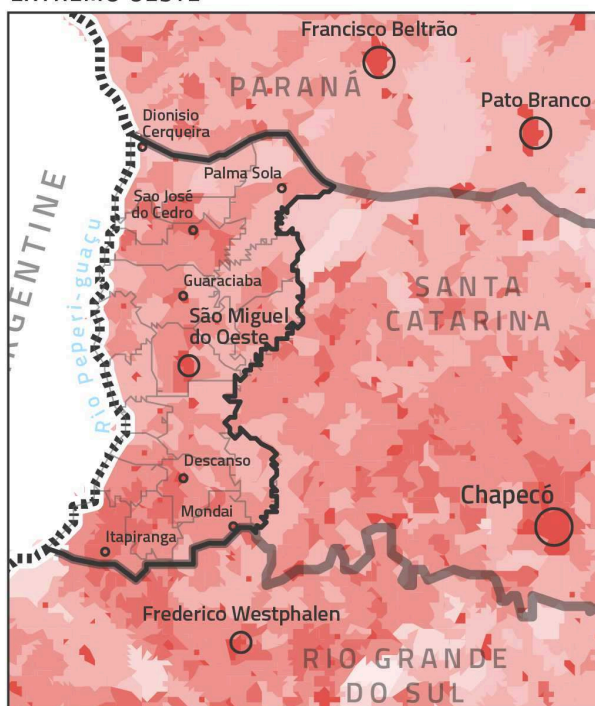 EXTREMO OESTE
Francisco Beltrão
PARANÁ
Pato Branco
Dionisio
Cerqueira
Palma Sola
Sao José
do Cedro
ARGENTINE
Rio Peperi-guaçu
Guaraciaba
SANTA
CATARINA
São Miguel
do Oeste
Descanso
Chapecó
Mondai
Itapiranga
Frederico Westphalen
RIO GRANDE
DO SUL